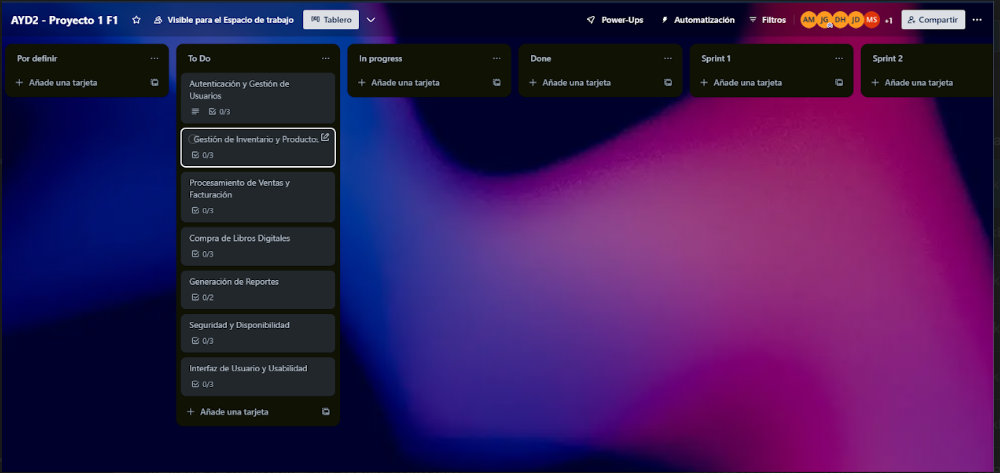 AYD2 - Proyecto 1 F1
Visible para el Espacio de trabajo
Tablero
Power-Ups
Automatización
Filtros
AM
JG
DH
JD
MS
+1
Compartir
Por definir
Añade una tarjeta
To Do
Autenticación y Gestión de
Usuarios
0/3
Gestión de Inventario y Productos
0/3
Procesamiento de Ventas y
Facturación
0/3
Compra de Libros Digitales
0/3
Generación de Reportes
0/2
Seguridad y Disponibilidad
0/3
Interfaz de Usuario y Usabilidad
0/3
Añade una tarjeta
In progress
Añade una tarjeta
Done
Añade una tarjeta
Sprint 1
Añade una tarjeta
Sprint 2
Añade una tarjeta